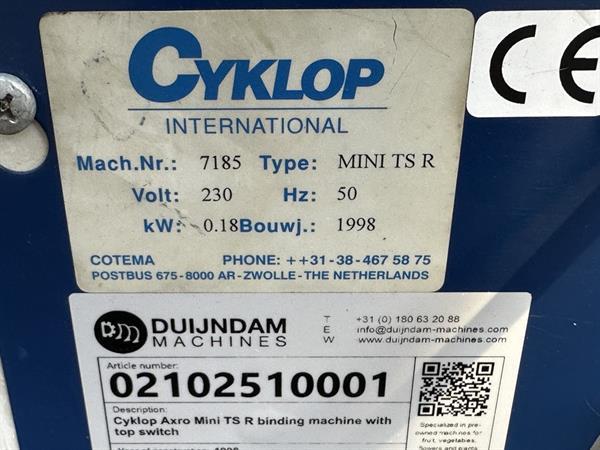 CYKLOP
INTERNATIONAL
Mach.Nr.: 7185 Type: MINI TS R
Volt: 230 Hz: 50
kW: 0.18 Bouwj.: 1998
COTEMA PHONE: ++31-38-467 58 75
POSTBUS 675-8000 AR-ZWOLLE-THE NETHERLANDS
CE
DUIJNDAM
MACHINES
T +31 (0) 180 63 20 88
E info@duijndam-machines.com
W www.duijndam-machines.com
Article number:
02102510001
Description:
Cyklop Axro Mini TS R binding machine with
top switch
Specialized in pre-
owned machines for
fruit, vegetables,
flowers and plants